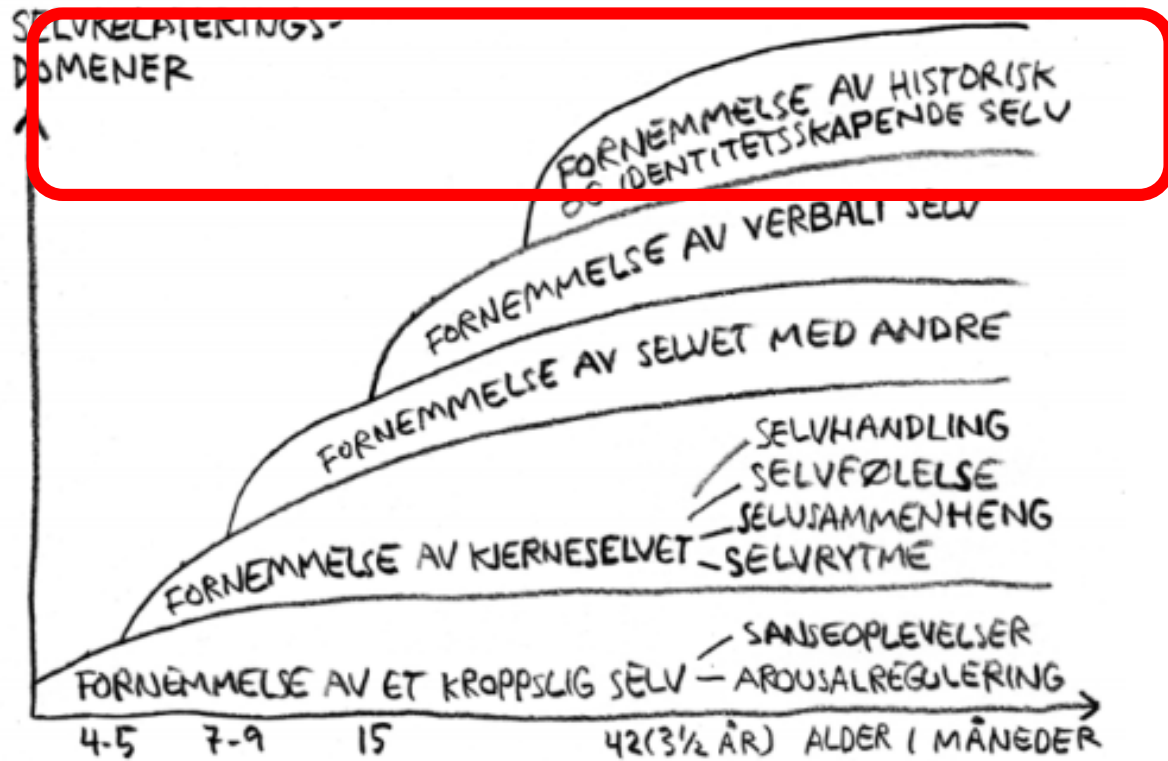 SELVRELATERINGS-
DOMENER
FORNEMMELSE AV HISTORISK
OG IDENTITETSSKAPENDE SELV
FORNEMMELSE AV VERBALT SELV
FORNEMMELSE AV SELVET MED ANDRE
SELVHANDLING
SELVFØLELSE
FORNEMMELSE AV KJERNESELVET
SELVSAMMENHENG
SELVRYTME
SANSEOPLEVELSER
FORNEMMELSE AV ET KROPPSLIG SELV
AROUSALREGULERING
4-5 7-9 15 42(3½ ÅR) ALDER I MÅNEDER